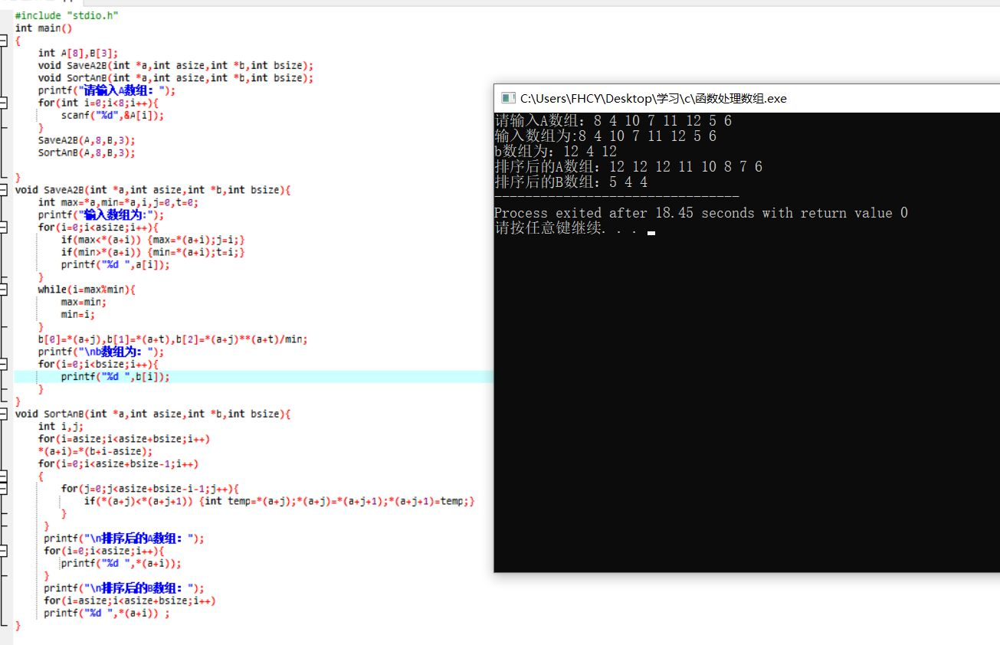 #include "stdio.h"
int main()
{
int A[8],B[3];
void SaveA2B(int *a,int asize,int *b,int bsize);
void SortAnB(int *a,int asize,int *b,int bsize);
printf("请输入A数组: ");
for(int i=0;i<8;i++){
scanf("%d",&A[i]);
}
SaveA2B(A,8,B,3);
SortAnB(A,8,B,3);
}
void SaveA2B(int *a,int asize,int *b,int bsize){
int max=*a,min=*a,i,j=0,t=0;
printf("输入数组为:");
for(i=0;i<asize;i++){
if(max<*(a+i)) {max=*(a+i);j=i;}
if(min>*(a+i)) {min=*(a+i);t=i;}
printf("%d ",a[i]);
}
while(i=max%min){
max=min;
min=i;
}
b[0]=*(a+j),b[1]=*(a+t),b[2]=*(a+j)**(a+t)/min;
printf("\nb数组为: ");
for(i=0;i<bsize;i++){
printf("%d ",b[i]);
}
}
void SortAnB(int *a,int asize,int *b,int bsize){
int i,j;
for(i=asize;i<asize+bsize;i++)
*(a+i)=*(b+i-asize);
for(i=0;i<asize+bsize-1;i++)
{
for(j=0;j<asize+bsize-i-1;j++){
if(*(a+j)<*(a+j+1)) {int temp=*(a+j);*(a+j)=*(a+j+1);*(a+j+1)=temp;}
}
}
printf("\n排序后的A数组: ");
for(i=0;i<asize;i++){
printf("%d ",*(a+i));
}
printf("\n排序后的B数组: ");
for(i=asize;i<asize+bsize;i++)
printf("%d ",*(a+i)) ;
}
C:\Users\FHCY\Desktop\学习\c\函数处理数组.exe
请输入A数组: 8 4 10 7 11 12 5 6
输入数组为:8 4 10 7 11 12 5 6
b数组为: 12 4 12
排序后的A数组: 12 12 12 11 10 8 7 6
排序后的B数组: 5 4 4
--------------------------------
Process exited after 18.45 seconds with return value 0
请按任意键继续. . .